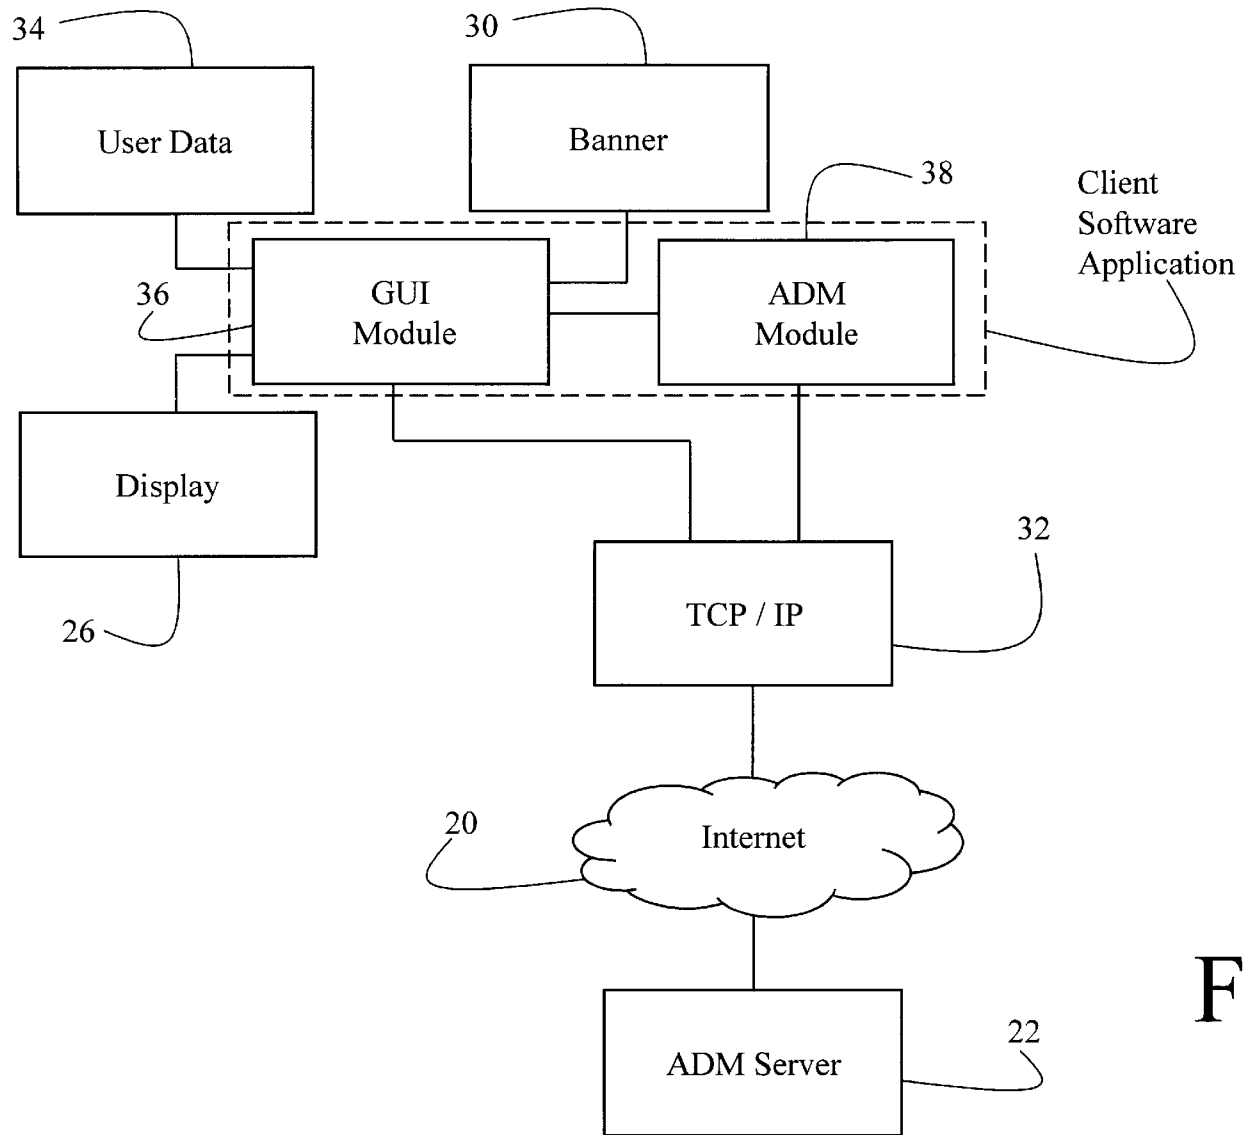 34
30
User Data
Banner
38
Client
Software
Application
36
GUI
Module
ADM
Module
Display
26
32
TCP / IP
20
Internet
F
ADM Server
22